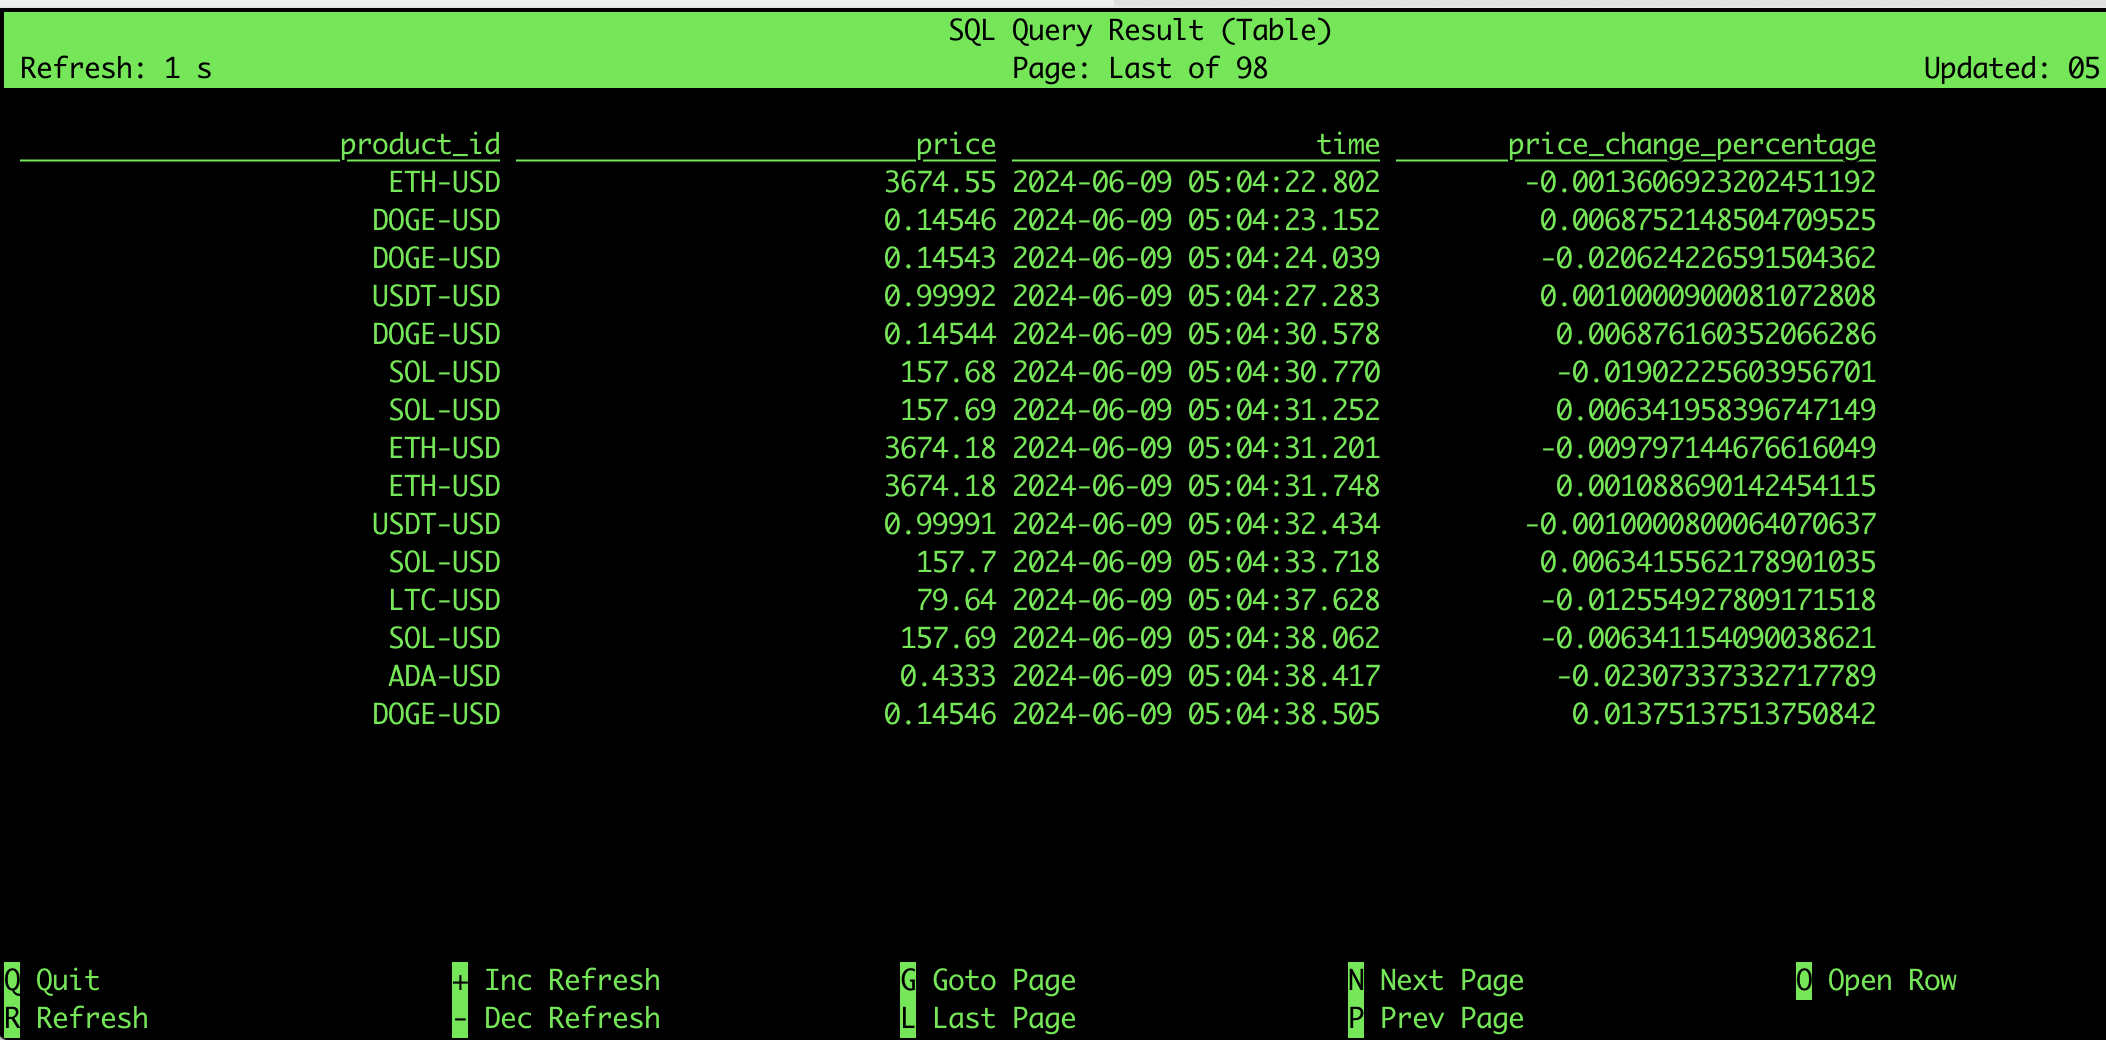 SQL Query Result (Table)
Refresh: 1 s Page: Last of 98 Updated: 05
product_id price time price_change_percentage
ETH-USD 3674.55 2024-06-09 05:04:22.802 -0.0013606923202451192
DOGE-USD 0.14546 2024-06-09 05:04:23.152 0.006875214850470952​5
DOGE-USD 0.14543 2024-06-09 05:04:24.039 -0.020624226591504362
USDT-USD 0.99992 2024-06-09 05:04:27.283 0.0010000900081072808
DOGE-USD 0.14544 2024-06-09 05:04:30.578 0.006876160352066286
SOL-USD 157.68 2024-06-09 05:04:30.770 -0.01902225603956701
SOL-USD 157.69 2024-06-09 05:04:31.252 0.006341958396747149
ETH-USD 3674.18 2024-06-09 05:04:31.201 -0.009797144676616049
ETH-USD 3674.18 2024-06-09 05:04:31.748 0.001088690142454115
USDT-USD 0.99991 2024-06-09 05:04:32.434 -0.0010000800064070637
SOL-USD 157.7 2024-06-09 05:04:33.718 0.0063415562178901035
LTC-USD 79.64 2024-06-09 05:04:37.628 -0.012554927809171518
SOL-USD 157.69 2024-06-09 05:04:38.062 -0.006341154090038621
ADA-USD 0.4333 2024-06-09 05:04:38.417 -0.02307337332717789
DOGE-USD 0.14546 2024-06-09 05:04:38.505 0.01375137513750842
Q Quit + Inc Refresh G Goto Page N Next Page O Open Row
R Refresh - Dec Refresh L Last Page P Prev Page